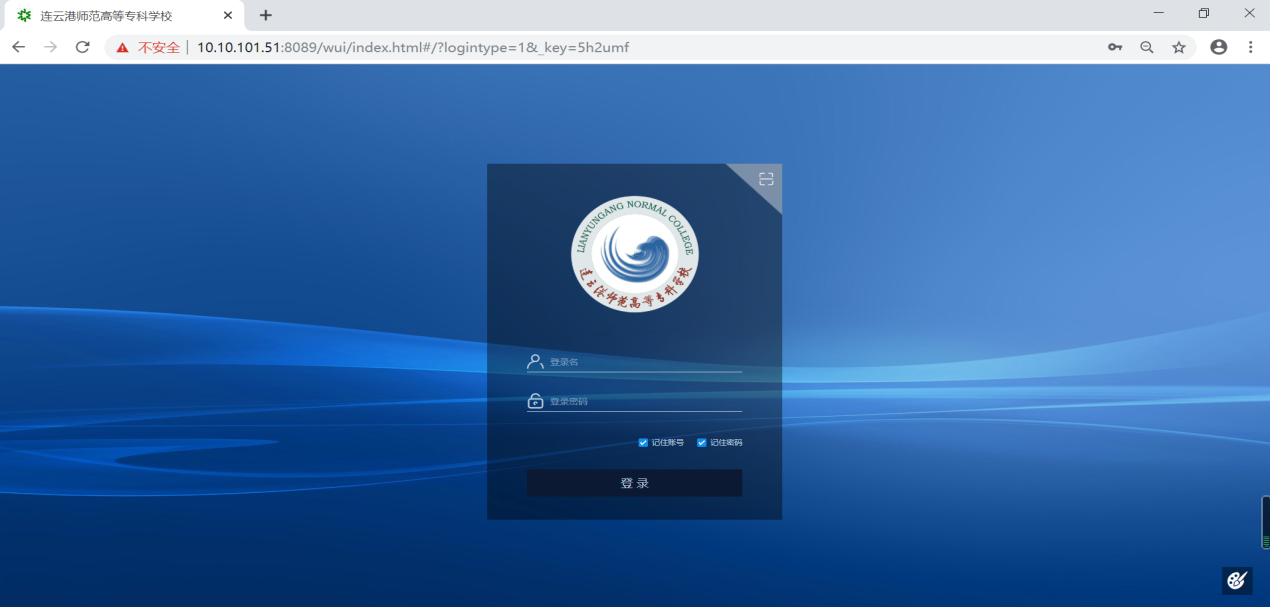 连云港师范高等专科学校
不安全 | 10.10.101.51:8089/wui/index.html#/?logintype=1&_key=5h2umf
LIANYUNGANG NORMAL COLLEGE
连云港师范高等专科学校
登录名
登录密码
记住账号 记住密码
登 录